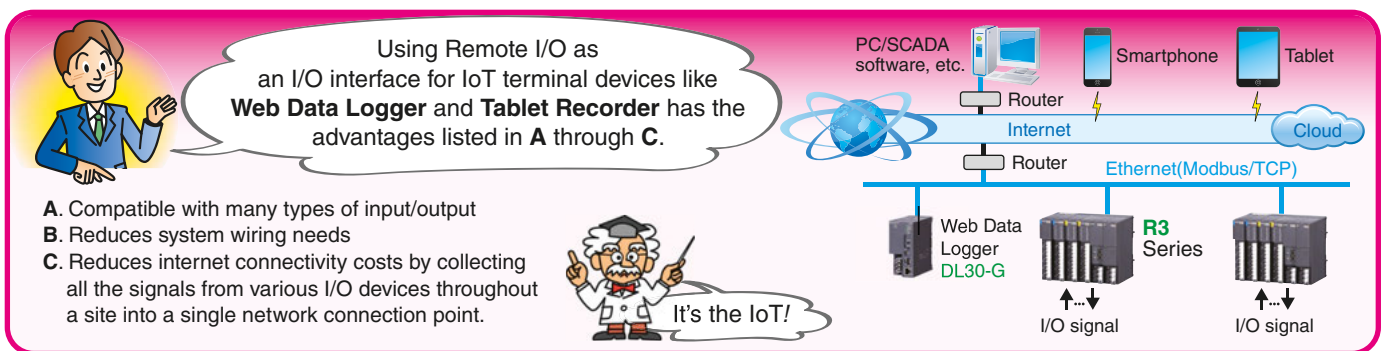 Using Remote I/O as
an I/O interface for IoT terminal devices like
Web Data Logger and Tablet Recorder has the
advantages listed in A through C.
A. Compatible with many types of input/output
B. Reduces system wiring needs
C. Reduces internet connectivity costs by collecting
all the signals from various I/O devices throughout
a site into a single network connection point.
It's the IoT!
PC/SCADA
software, etc.
Smartphone
Tablet
Router
Internet
Cloud
Router
Ethernet(Modbus/TCP)
Web Data
Logger
DL30-G
R3
Series
I/O signal
I/O signal